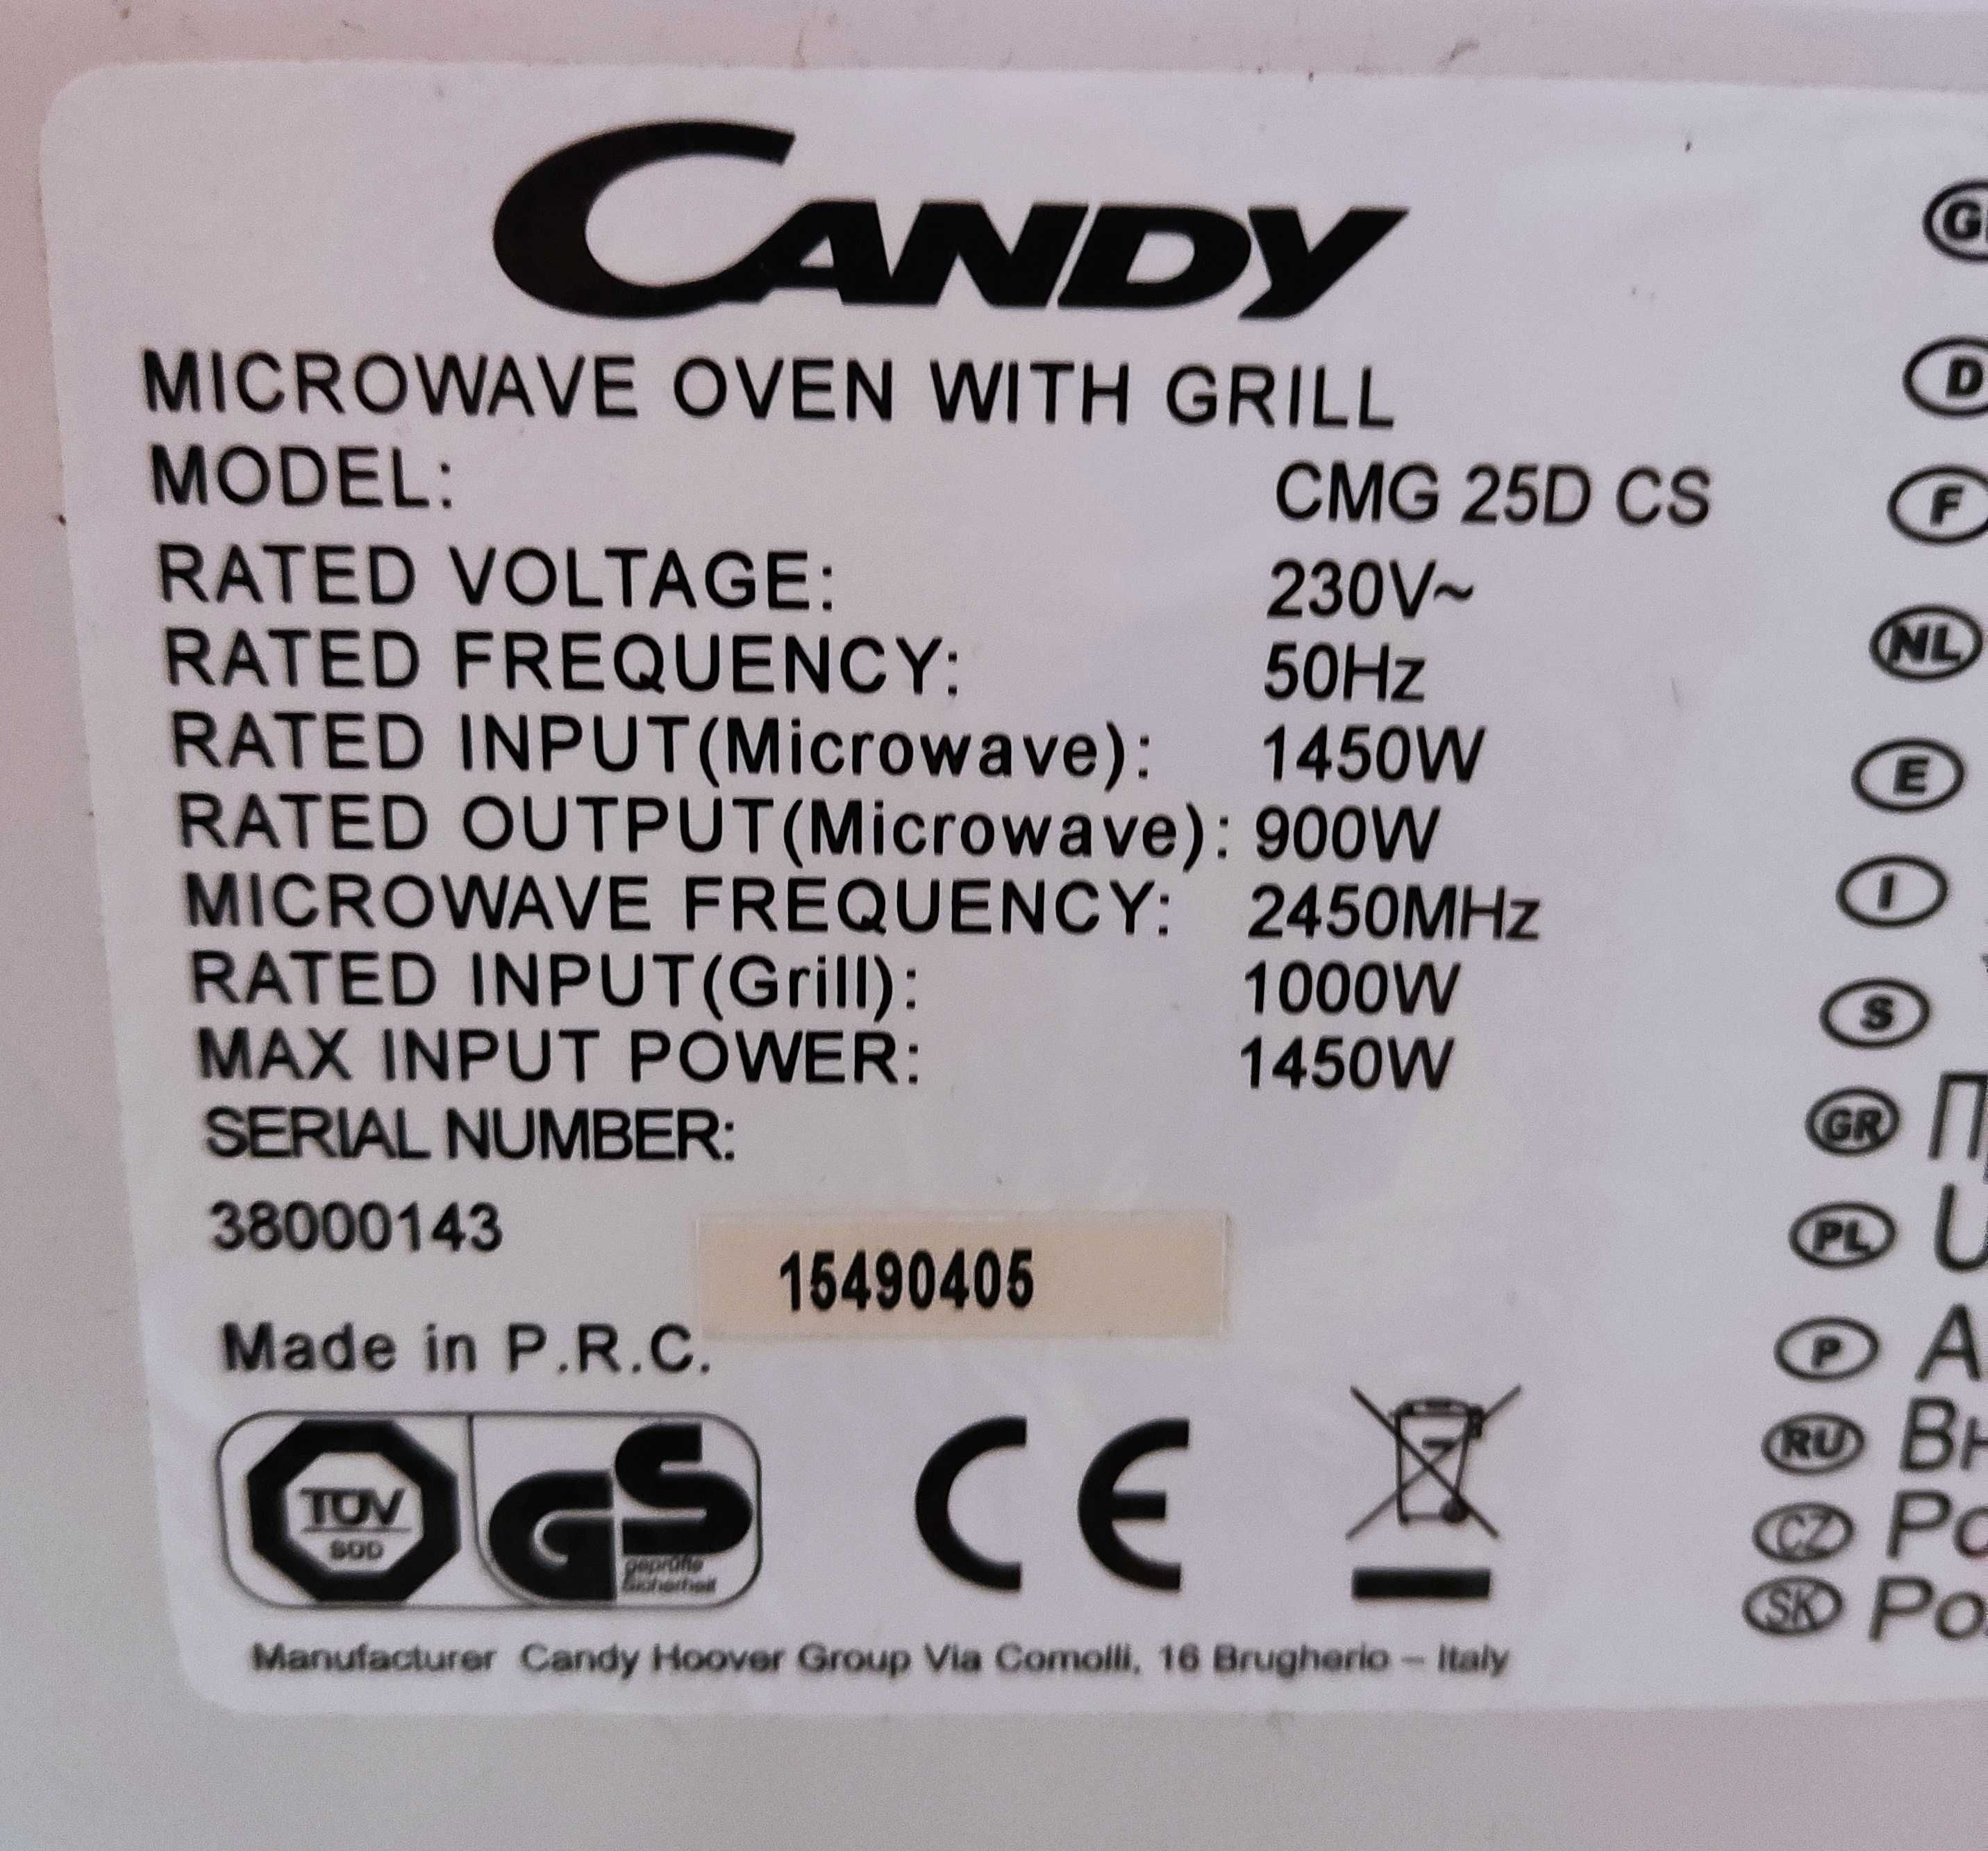 CANDY
MICROWAVE OVEN WITH GRILL
MODEL: CMG 25D CS
RATED VOLTAGE: 230V~
RATED FREQUENCY: 50Hz
RATED INPUT(Microwave): 1450W
RATED OUTPUT(Microwave): 900W
MICROWAVE FREQUENCY: 2450MHz
RATED INPUT(Grill): 1000W
MAX INPUT POWER: 1450W
SERIAL NUMBER:
38000143
15490405
Made in P.R.C.
TÜV
SÜD
GS
geprüfte
Sicherheit
CE
Manufacturer Candy Hoover Group Via Comolli, 16 Brugherio – Italy
D
F
NL
E
I
S
GR
PL
P
RU
CZ
SK